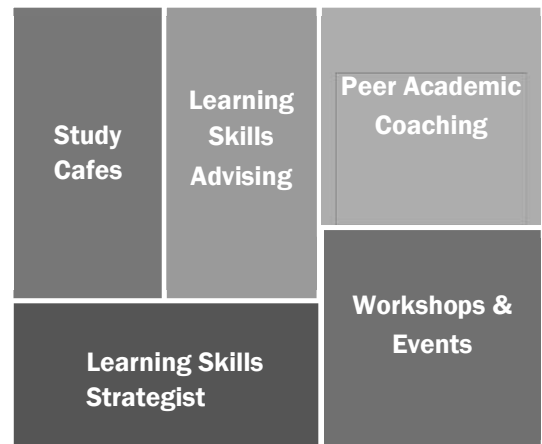 Study
Cafes
Learning
Skills
Advising
Peer Academic
Coaching
Learning Skills
Strategist
Workshops &
Events